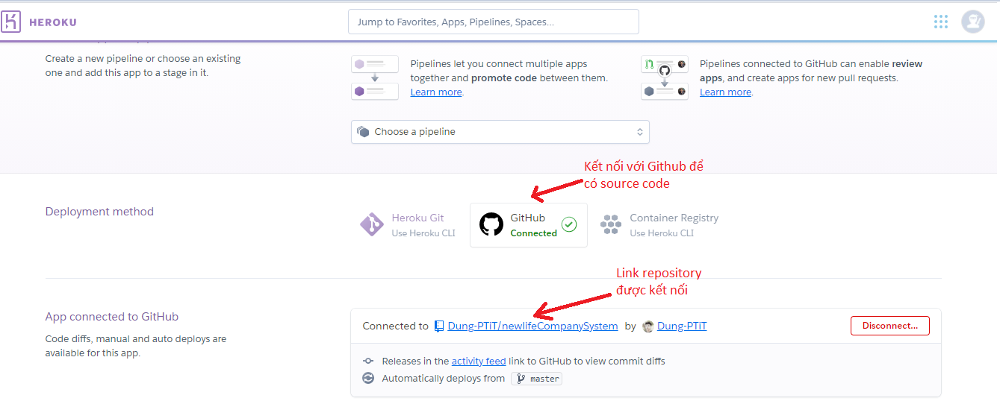 HEROKU
Jump to Favorites, Apps, Pipelines, Spaces...
Create a new pipeline or choose an existing
one and add this app to a stage in it.
Pipelines let you connect multiple apps
together and promote code between them.
Learn more.
Pipelines connected to GitHub can enable review
apps, and create apps for new pull requests.
Learn more.
Choose a pipeline
Kết nối với Github để
có source code
Deployment method
Heroku Git
Use Heroku CLI
GitHub
Connected
Container Registry
Use Heroku CLI
Link repository
được kết nối
App connected to GitHub
Code diffs, manual and auto deploys are
available for this app.
Connected to Dung-PTiT/newlifeCompanySystem by Dung-PTiT
Disconnect...
Releases in the activity feed link to GitHub to view commit diffs
Automatically deploys from master